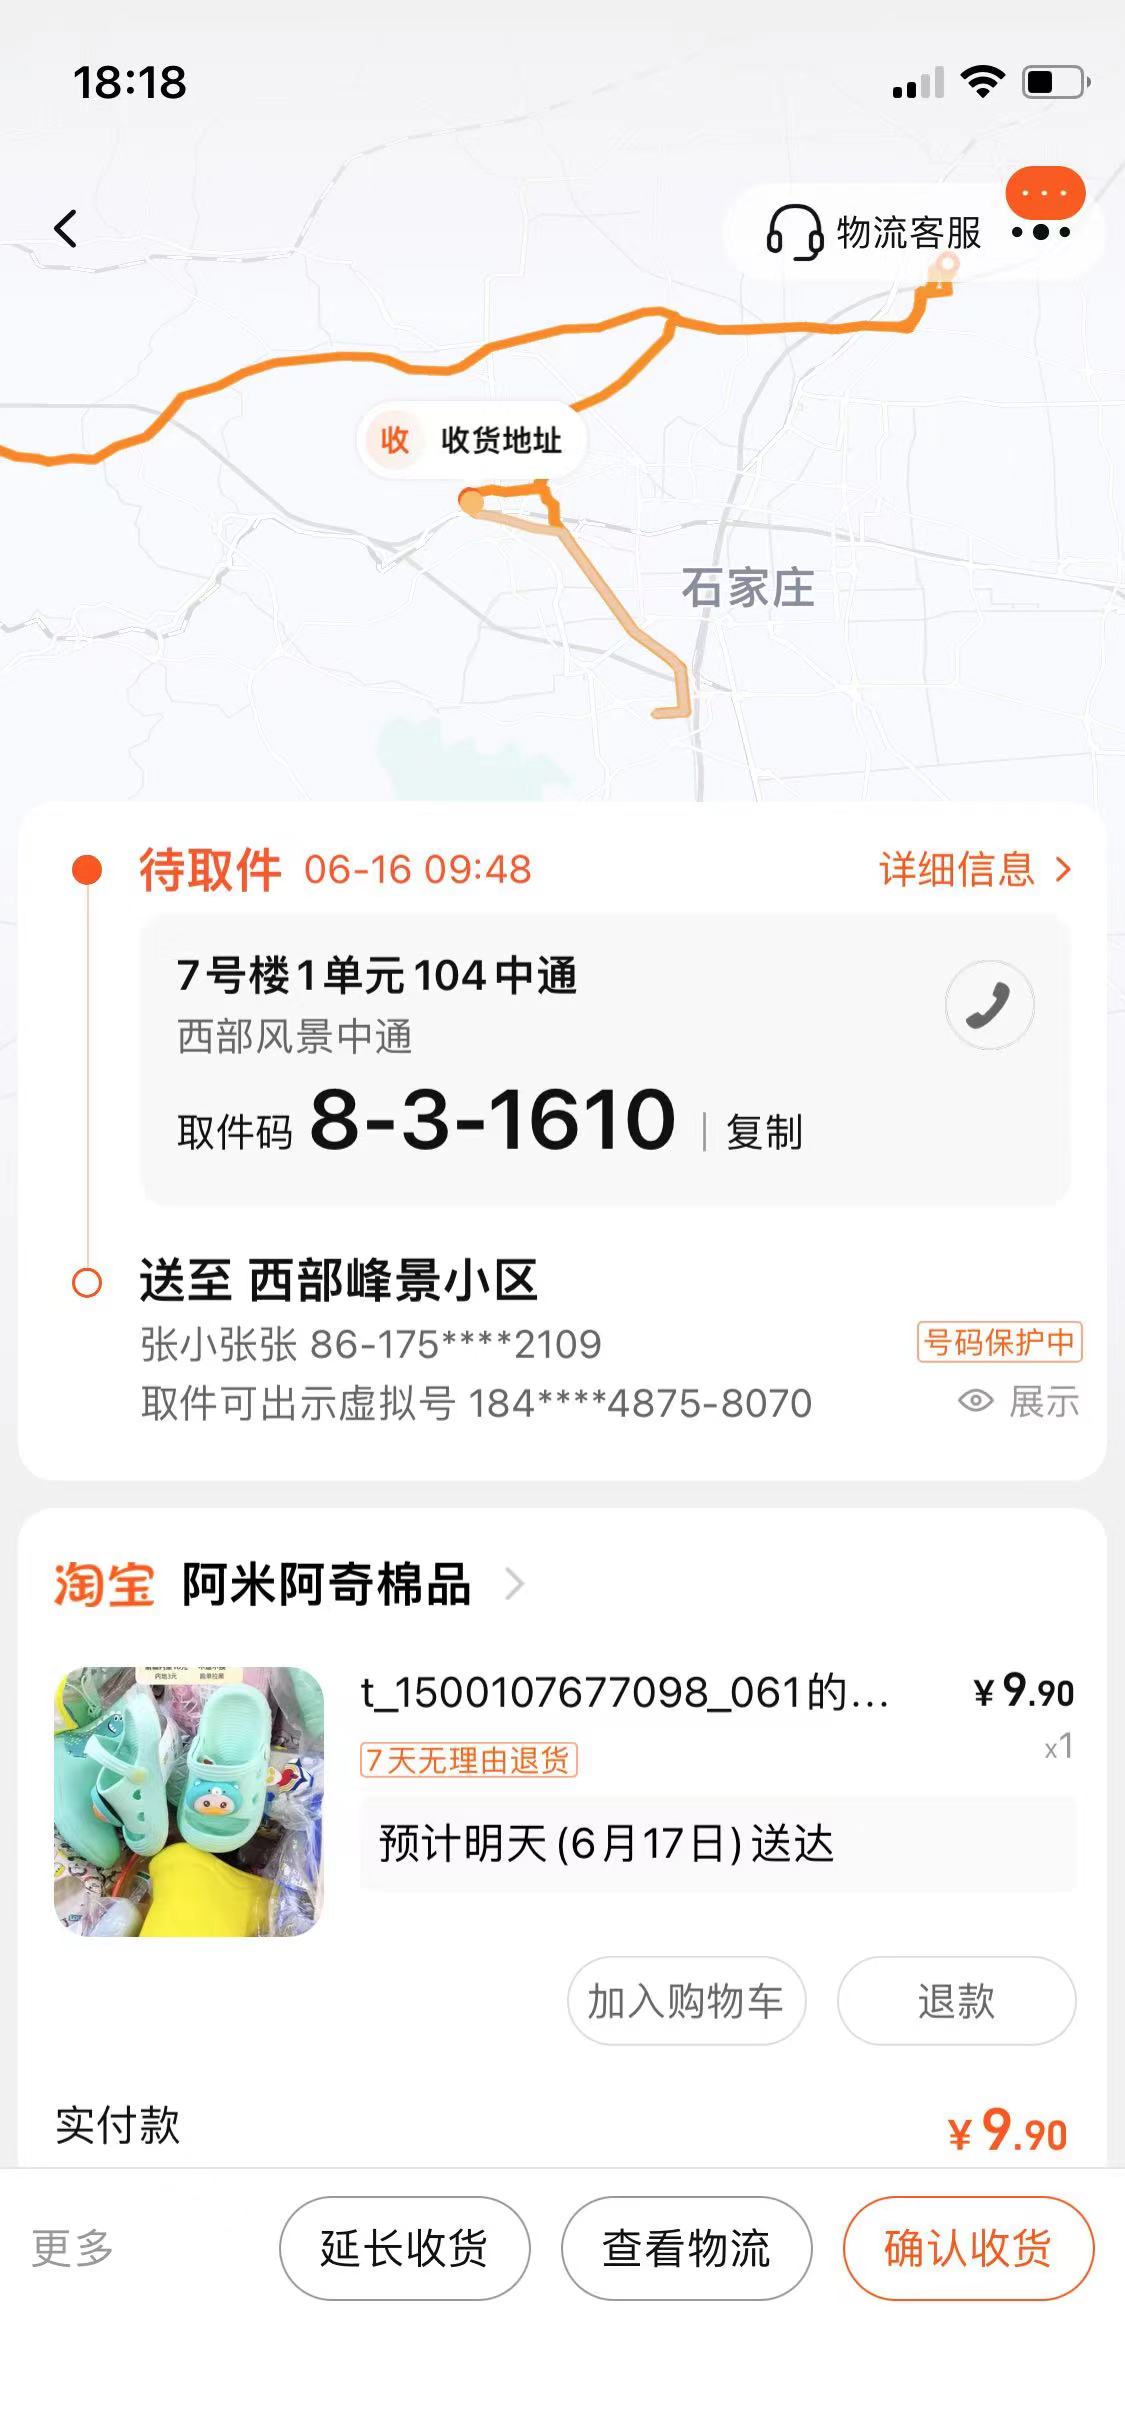 18:18
物流客服
收 收货地址
石家庄
待取件 06-16 09:48 详细信息
7号楼1单元104中通
西部风景中通
取件码 8-3-1610 | 复制
送至 西部峰景小区
张小张张 86-175****2109 号码保护中
取件可出示虚拟号 184****4875-8070 展示
淘宝 阿米阿奇棉品
t_1500107677098_061的... ¥9.90
7天无理由退货 x1
预计明天(6月17日)送达
加入购物车 退款
实付款 ¥9.90
更多 延长收货 查看物流 确认收货